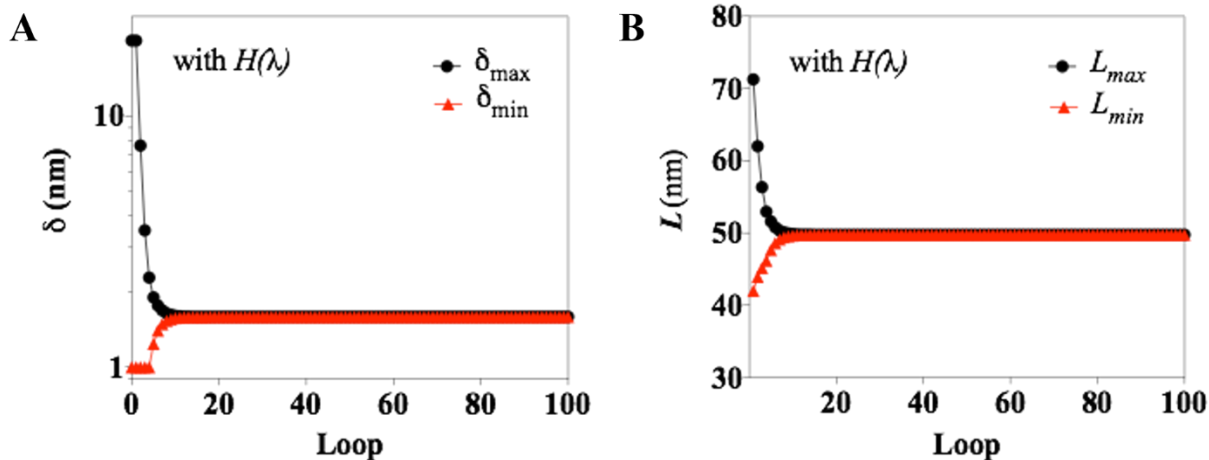 A
with H(λ)
δmax
δmin
10
1
δ (nm)
0 20 40 60 80 100
Loop
B
with H(λ)
Lmax
Lmin
80
70
60
50
40
30
L (nm)
20 40 60 80 100
Loop